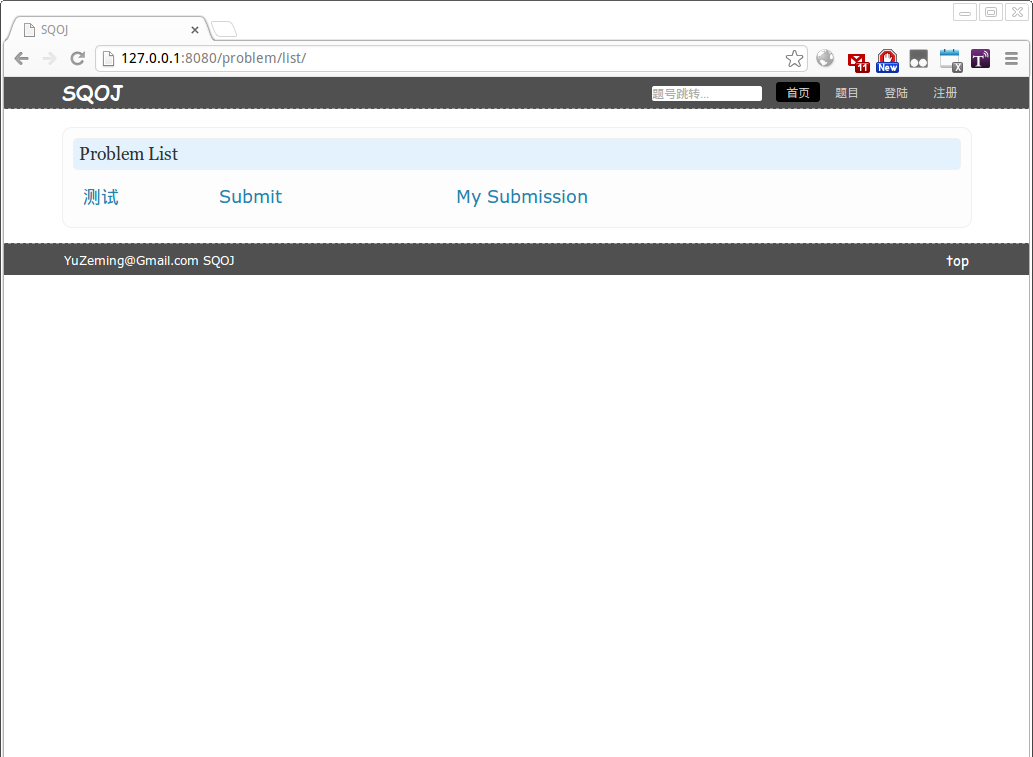 SQOJ
127.0.0.1:8080/problem/list/
11
New
X
T
SQOJ
题号跳转...
首页
题目
登陆
注册
Problem List
测试 Submit My Submission
YuZeming@Gmail.com SQOJ
top